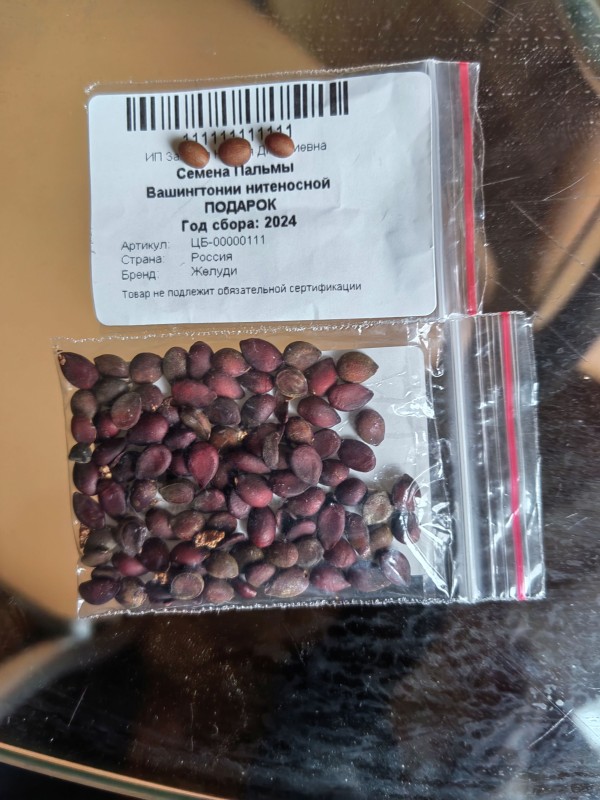 111111111111
ИП
Семена Пальмы
Вашингтонии нитеносной
ПОДАРОК
Год сбора: 2024
Артикул: ЦБ-00000111
Страна: Россия
Бренд: Желуди
Товар не подлежит обязательной сертификации